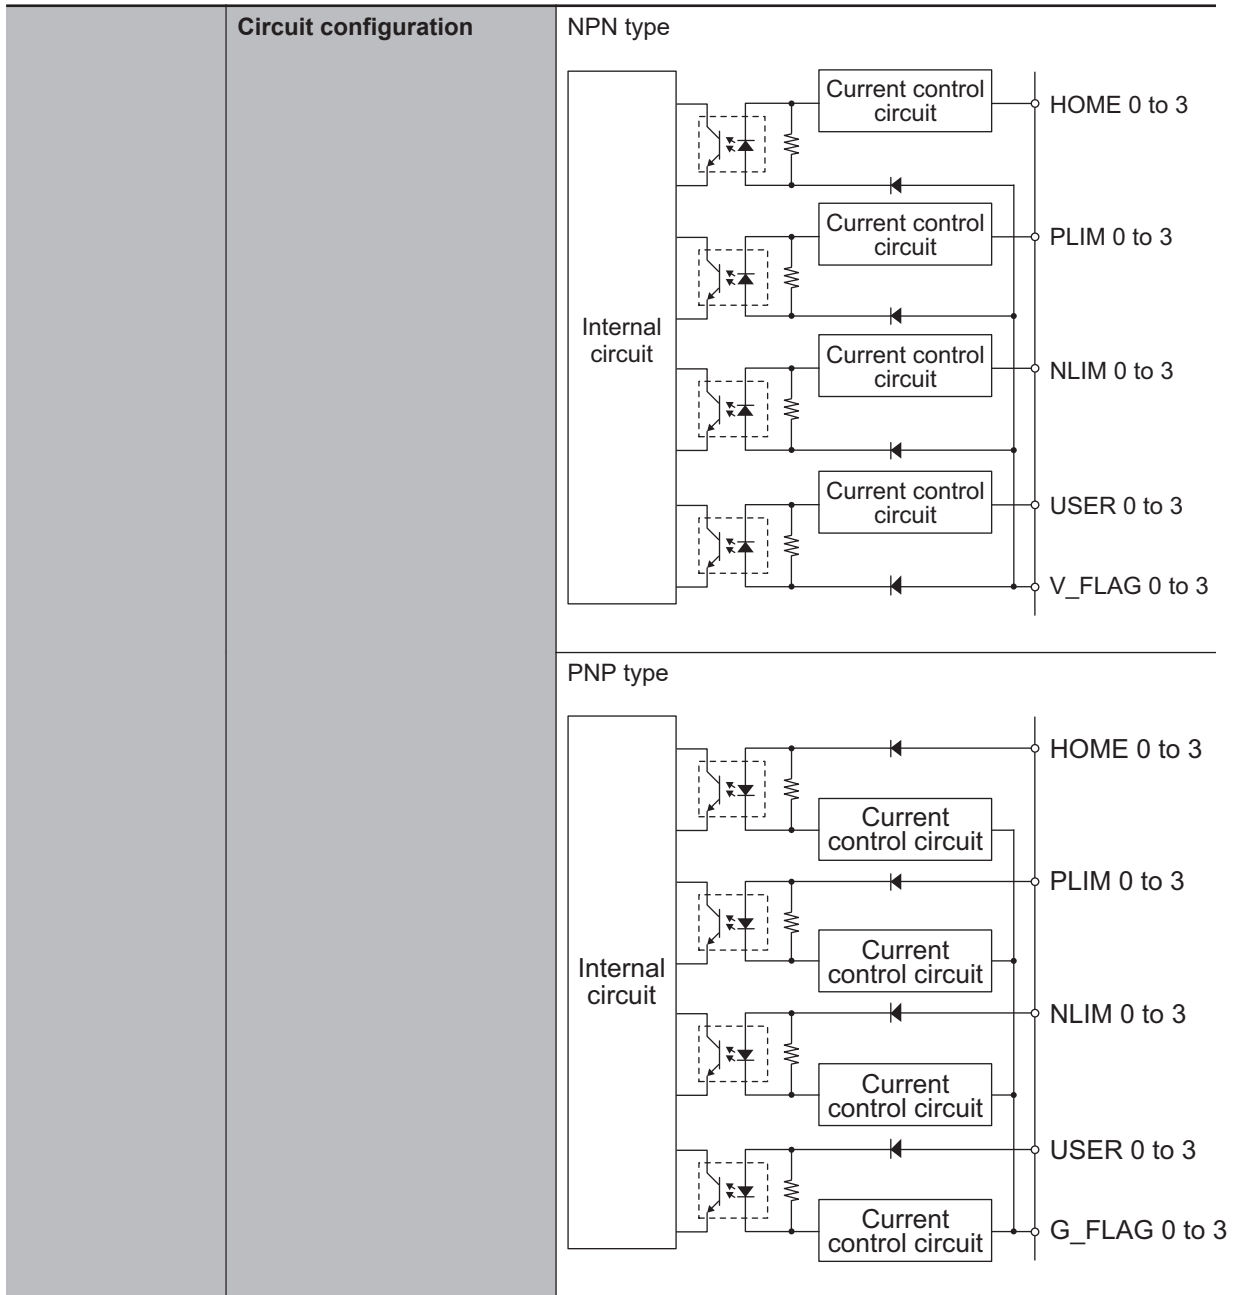 Circuit configuration
NPN type
Current control
circuit
HOME 0 to 3
Current control
circuit
PLIM 0 to 3
Internal
circuit
Current control
circuit
NLIM 0 to 3
Current control
circuit
USER 0 to 3
V_FLAG 0 to 3
PNP type
HOME 0 to 3
Current
control circuit
PLIM 0 to 3
Current
control circuit
Internal
circuit
NLIM 0 to 3
Current
control circuit
USER 0 to 3
Current
control circuit
G_FLAG 0 to 3